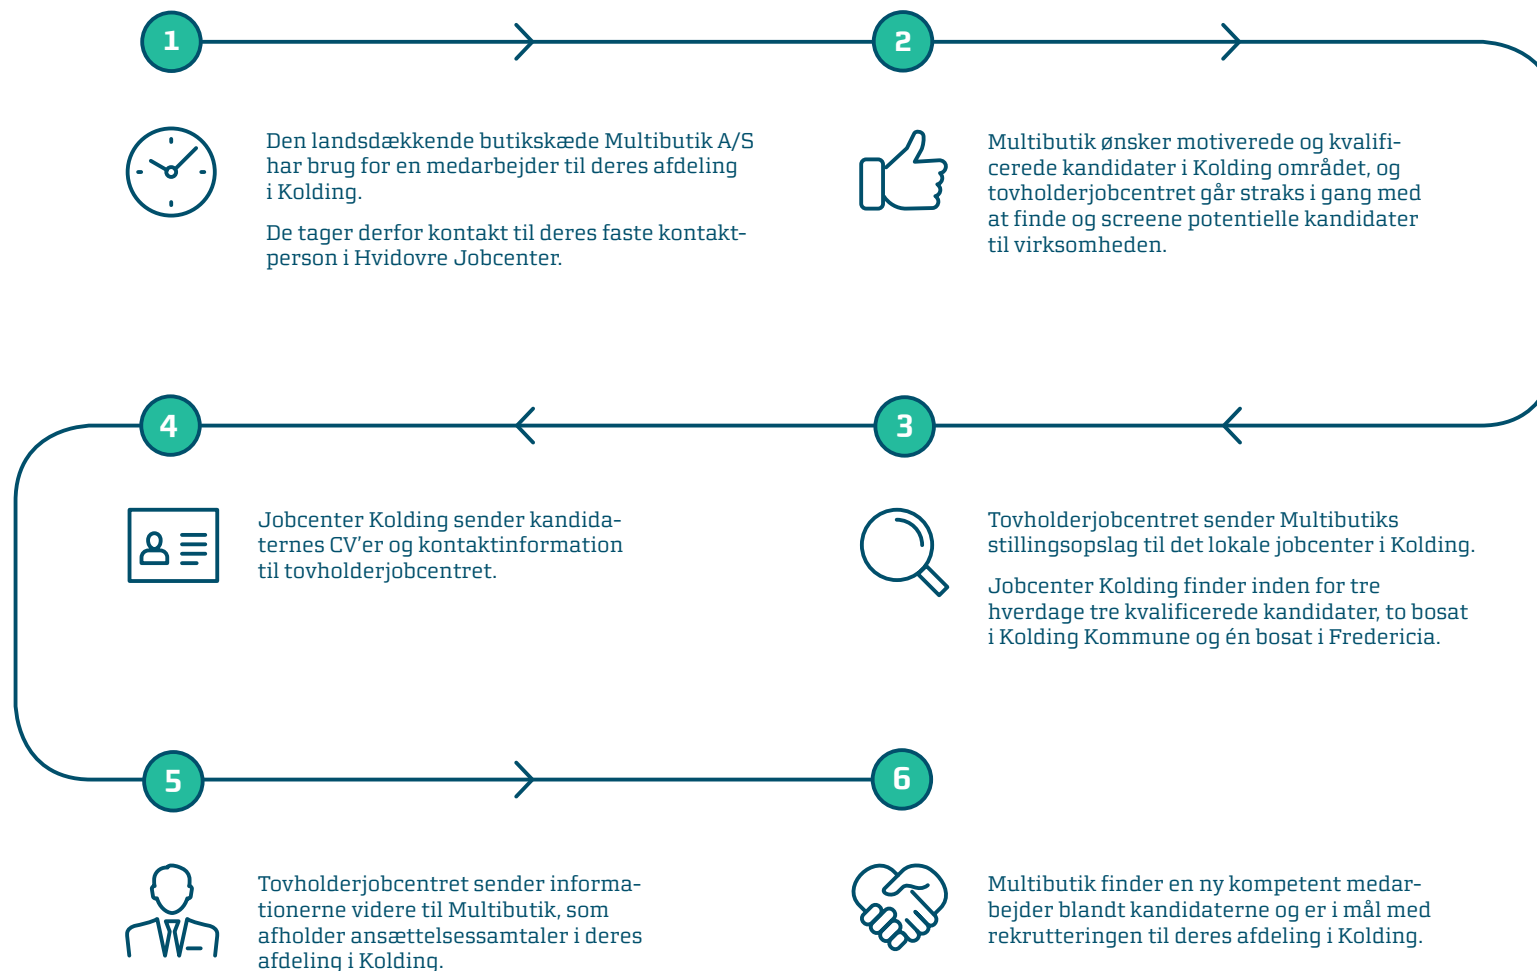 1
Den landsdækkende butikskæde Multibutik A/S
har brug for en medarbejder til deres afdeling
i Kolding.
De tager derfor kontakt til deres faste kontakt-
person i Hvidovre Jobcenter.
2
Multibutik ønsker motiverede og kvalifi-
cerede kandidater i Kolding området, og
tovholderjobcentret går straks i gang med
at finde og screene potentielle kandidater
til virksomheden.
3
Tovholderjobcentret sender Multibutiks
stillingsopslag til det lokale jobcenter i Kolding.
Jobcenter Kolding finder inden for tre
hverdage tre kvalificerede kandidater, to bosat
i Kolding Kommune og én bosat i Fredericia.
4
Jobcenter Kolding sender kandida-
ternes CV’er og kontaktinformation
til tovholderjobcentret.
5
Tovholderjobcentret sender informa-
tionerne videre til Multibutik, som
afholder ansættelsessamtaler i deres
afdeling i Kolding.
6
Multibutik finder en ny kompetent medar-
bejder blandt kandidaterne og er i mål med
rekrutteringen til deres afdeling i Kolding.